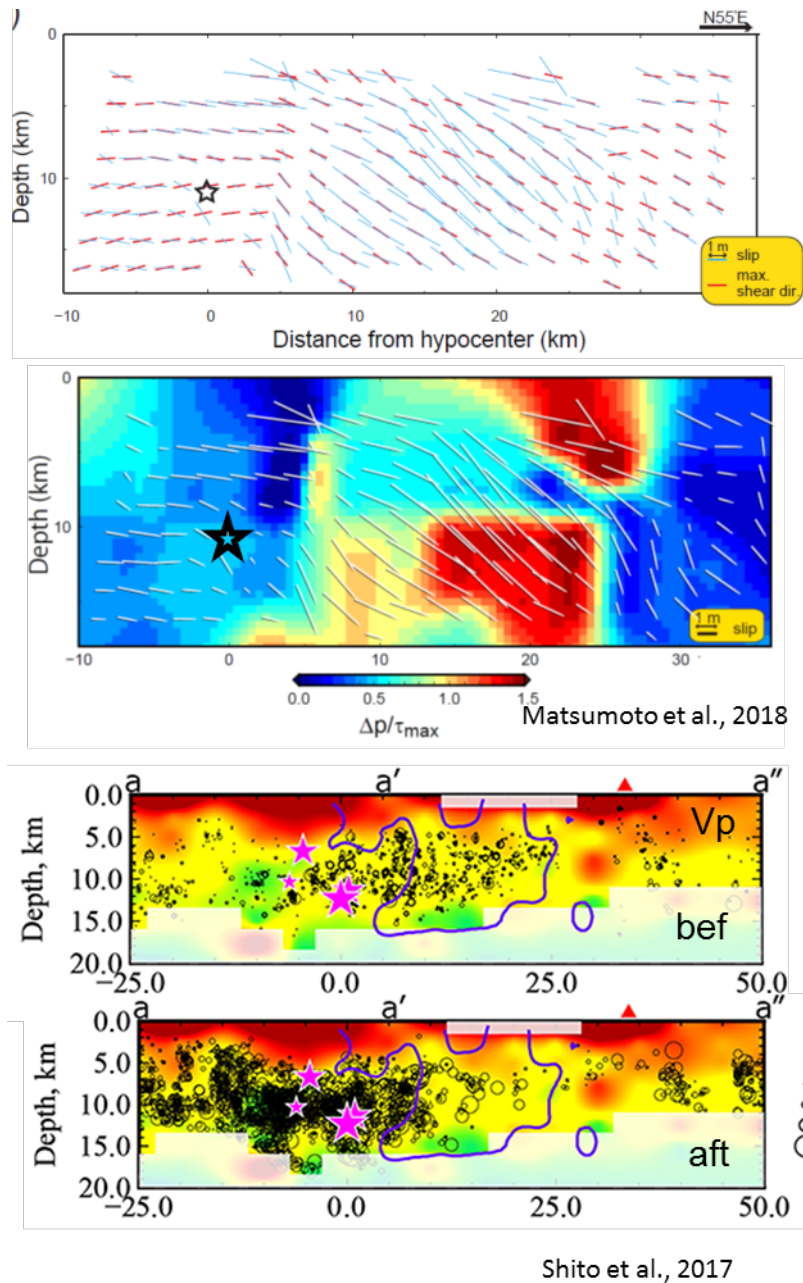 )
N55°E
0
10
Depth (km)
1 m
slip
max.
shear dir.
−10
0
10
20
30
Distance from hypocenter (km)
0
10
Depth (km)
1 m
slip
−10
0
10
20
30
0.0
0.5
1.0
1.5
Δp/τmax
Matsumoto et al., 2018
a
a′
a″
0.0
5.0
10.0
15.0
20.0
Depth, km
Vp
bef
−25.0
0.0
25.0
50.0
a
a′
a″
0.0
5.0
10.0
15.0
20.0
Depth, km
aft
−25.0
0.0
25.0
50.0
Shito et al., 2017